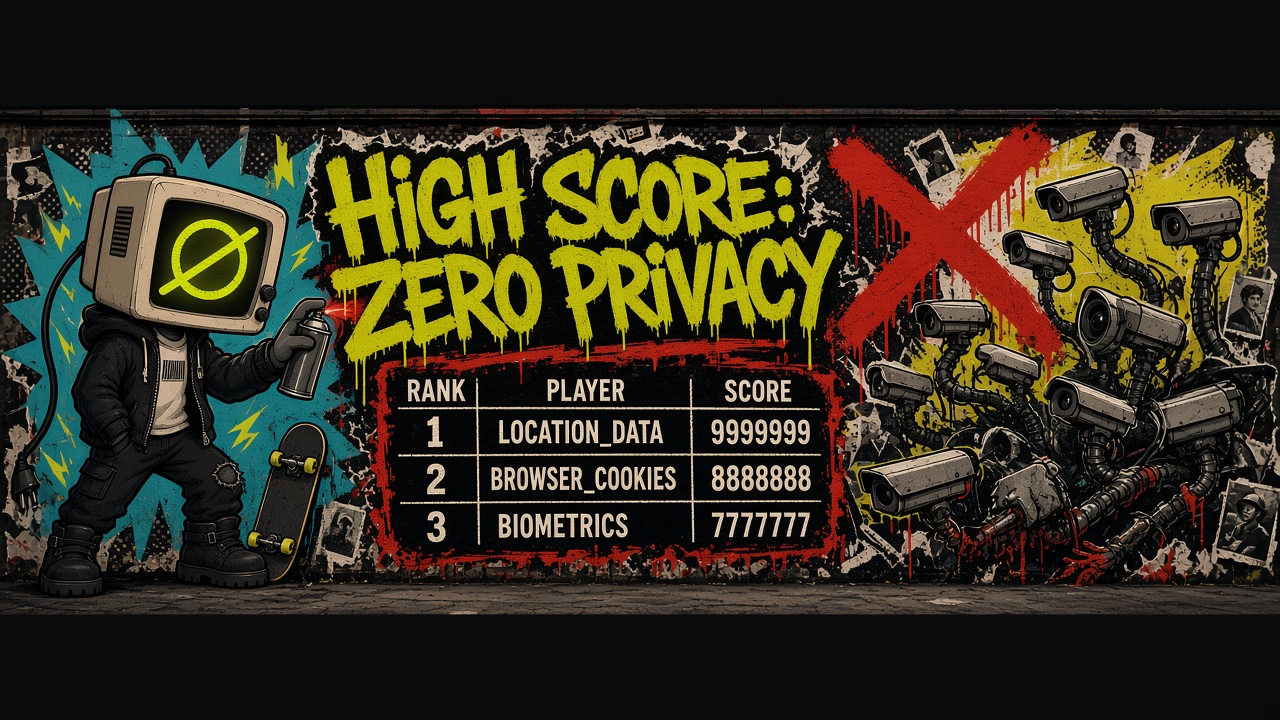 HiGH SCORE:
ZERO PRiVACY
RANK PLAYER SCORE
1 LOCATION_DATA 9999999
2 BROWSER_COOKIES 8888888
3 BIOMETRICS 7777777